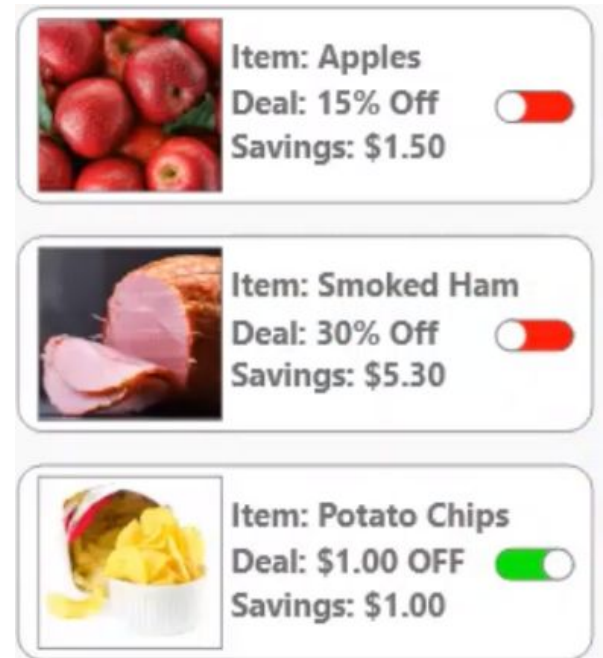 Item: Apples
Deal: 15% Off
Savings: $1.50
Item: Smoked Ham
Deal: 30% Off
Savings: $5.30
Item: Potato Chips
Deal: $1.00 OFF
Savings: $1.00